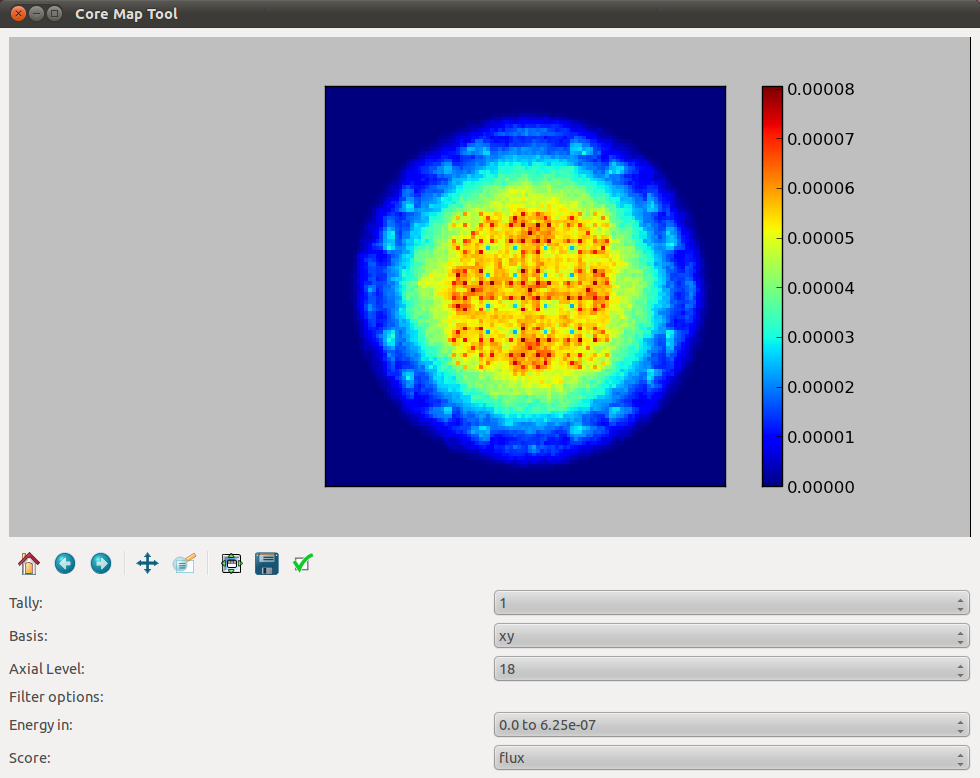 Core Map Tool
0.00008
0.00007
0.00006
0.00005
0.00004
0.00003
0.00002
0.00001
0.00000
Tally: 1
Basis: xy
Axial Level: 18
Filter options:
Energy in: 0.0 to 6.25e-07
Score: flux